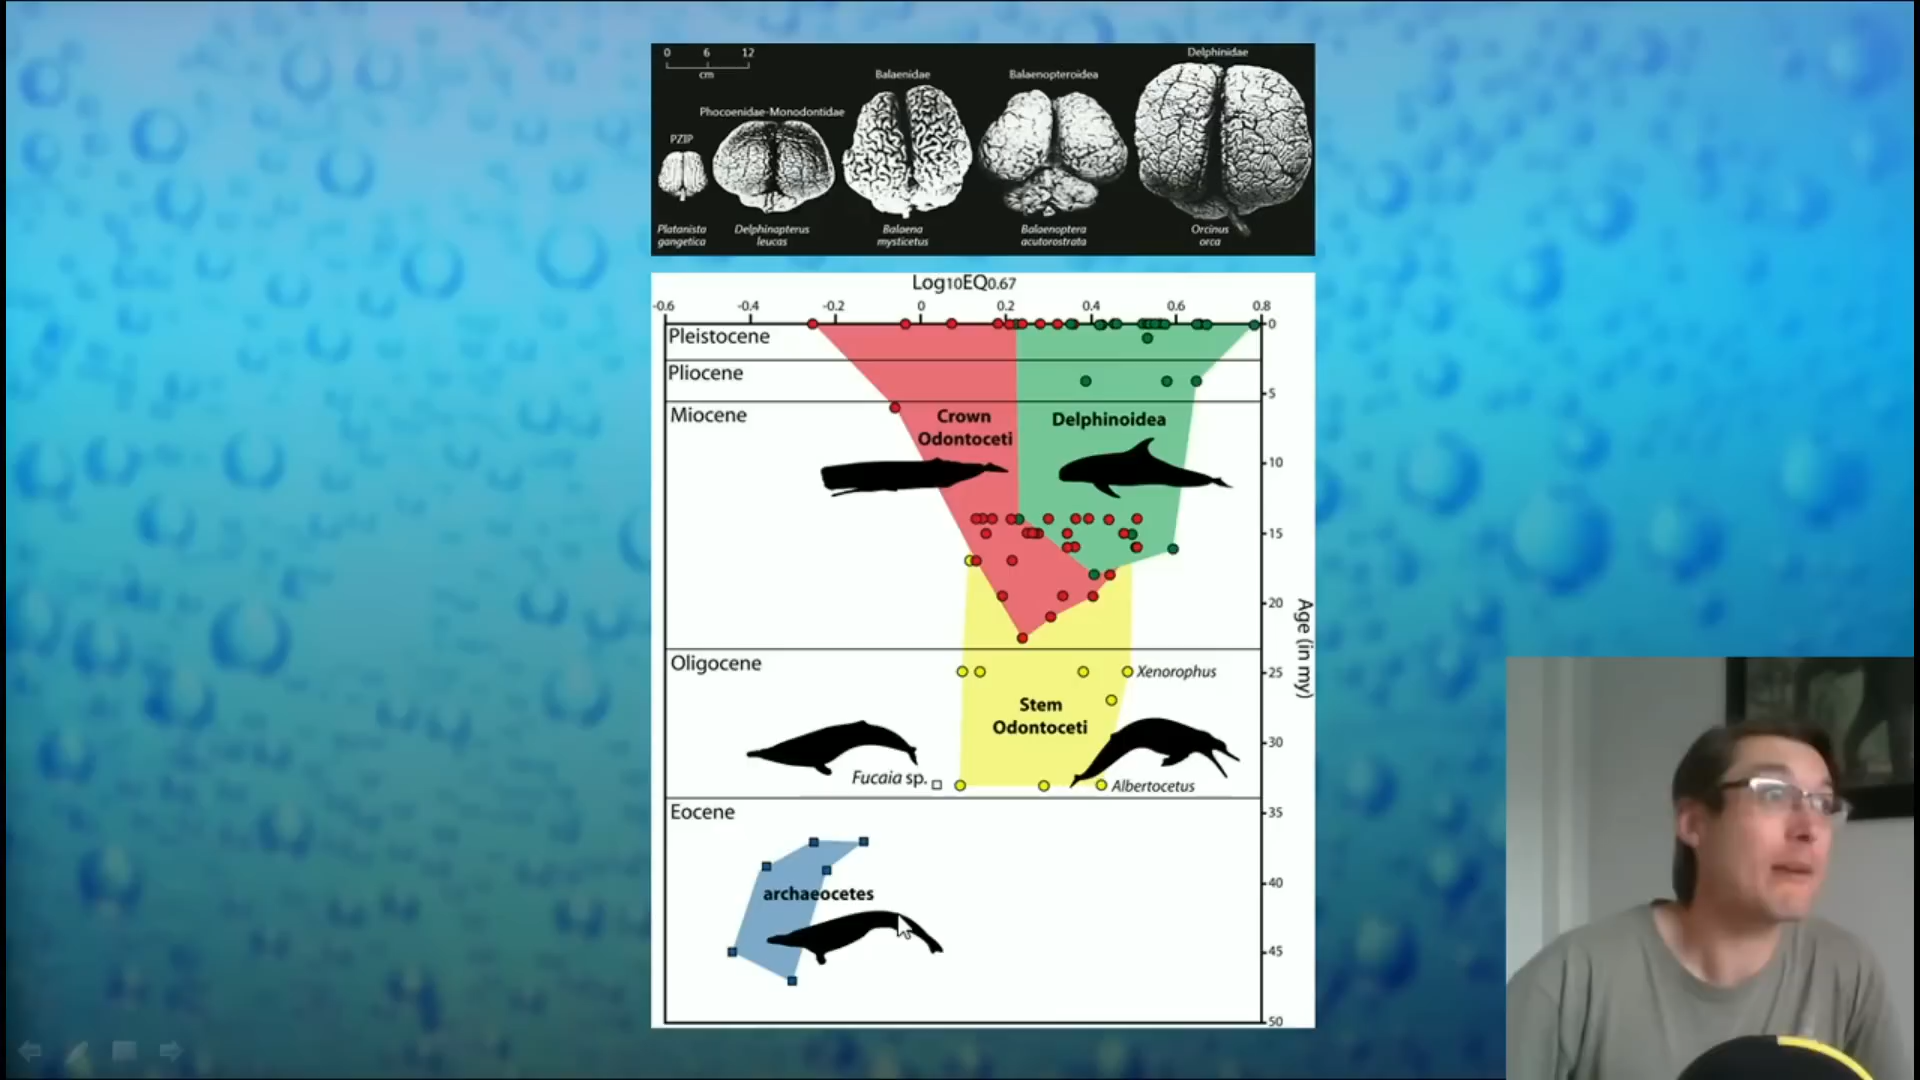 0 6 12
cm
PZIP
Phocoenidae-Monodontidae
Balaenidae
Balaenopteroidea
Delphinidae
Platanista
gangetica
Delphinapterus
leucas
Balaena
mysticetus
Balaenoptera
acutorostrata
Orcinus
orca
Log10EQ0.67
-0.6 -0.4 -0.2 0 0.2 0.4 0.6 0.8
0
Pleistocene
Pliocene
5
Miocene
Crown
Odontoceti
Delphinoidea
10
15
20
Age (in my)
Oligocene
25
Xenorophus
Stem
Odontoceti
30
Fucaia sp.
Albertocetus
Eocene
35
40
archaeocetes
45
50